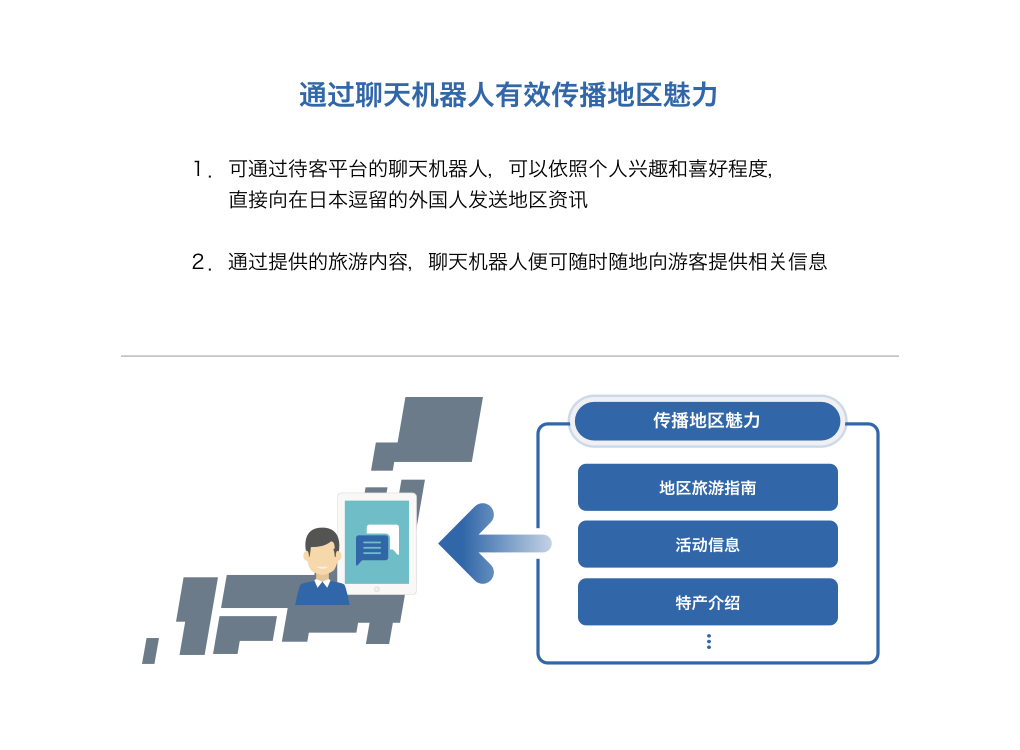 通过聊天机器人有效传播地区魅力
1. 可通过待客平台的聊天机器人，可以依照个人兴趣和喜好程度，
直接向在日本逗留的外国人发送地区资讯
2. 通过提供的旅游内容，聊天机器人便可随时随地向游客提供相关信息
传播地区魅力
地区旅游指南
活动信息
特产介绍